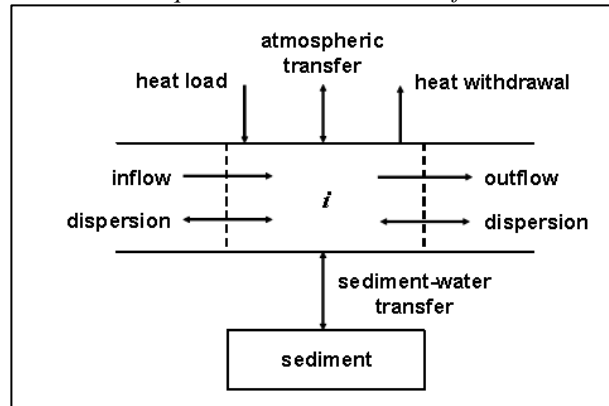 atmospheric
transfer
heat load
heat withdrawal
inflow
i
outflow
dispersion
dispersion
sediment-water
transfer
sediment